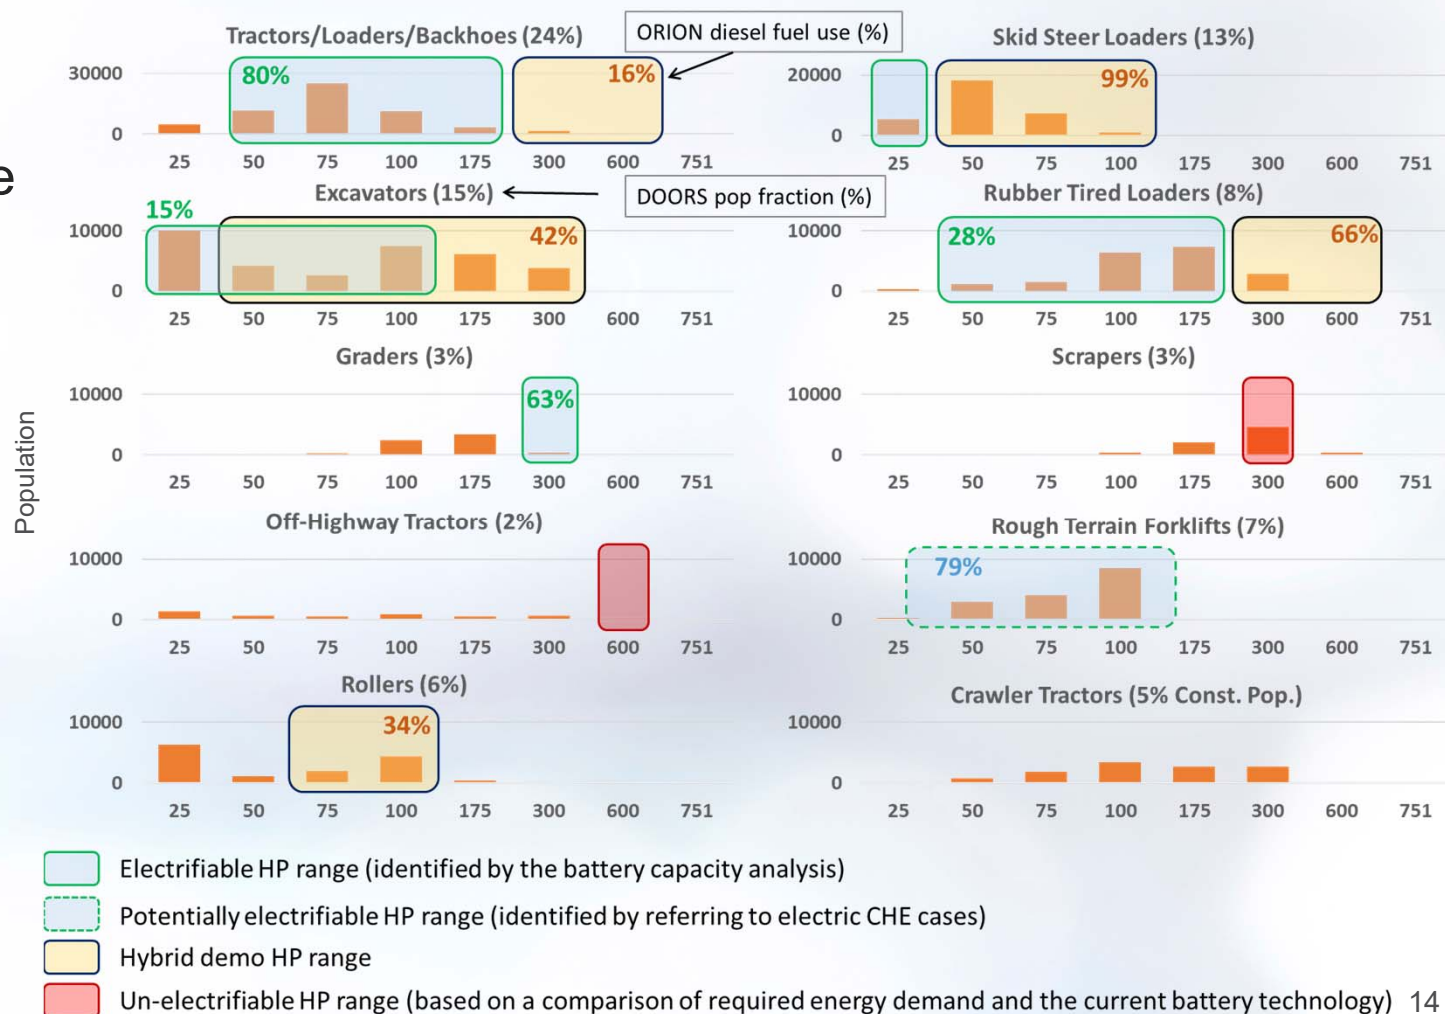 Tractors/Loaders/Backhoes (24%)
ORION diesel fuel use (%)
30000
80%
16%
0
25 50 75 100 175 300 600 751
Skid Steer Loaders (13%)
20000
99%
0
25 50 75 100 175 300 600 751
e
Excavators (15%)
DOORS pop fraction (%)
15%
10000
42%
0
25 50 75 100 175 300 600 751
Rubber Tired Loaders (8%)
10000
28%
66%
0
25 50 75 100 175 300 600 751
Population
Graders (3%)
10000
63%
0
25 50 75 100 175 300 600 751
Scrapers (3%)
10000
0
25 50 75 100 175 300 600 751
Off-Highway Tractors (2%)
10000
0
25 50 75 100 175 300 600 751
Rough Terrain Forklifts (7%)
10000
79%
0
25 50 75 100 175 300 600 751
Rollers (6%)
10000
34%
0
25 50 75 100 175 300 600 751
Crawler Tractors (5% Const. Pop.)
10000
0
25 50 75 100 175 300 600 751
Electrifiable HP range (identified by the battery capacity analysis)
Potentially electrifiable HP range (identified by referring to electric CHE cases)
Hybrid demo HP range
Un-electrifiable HP range (based on a comparison of required energy demand and the current battery technology)
14